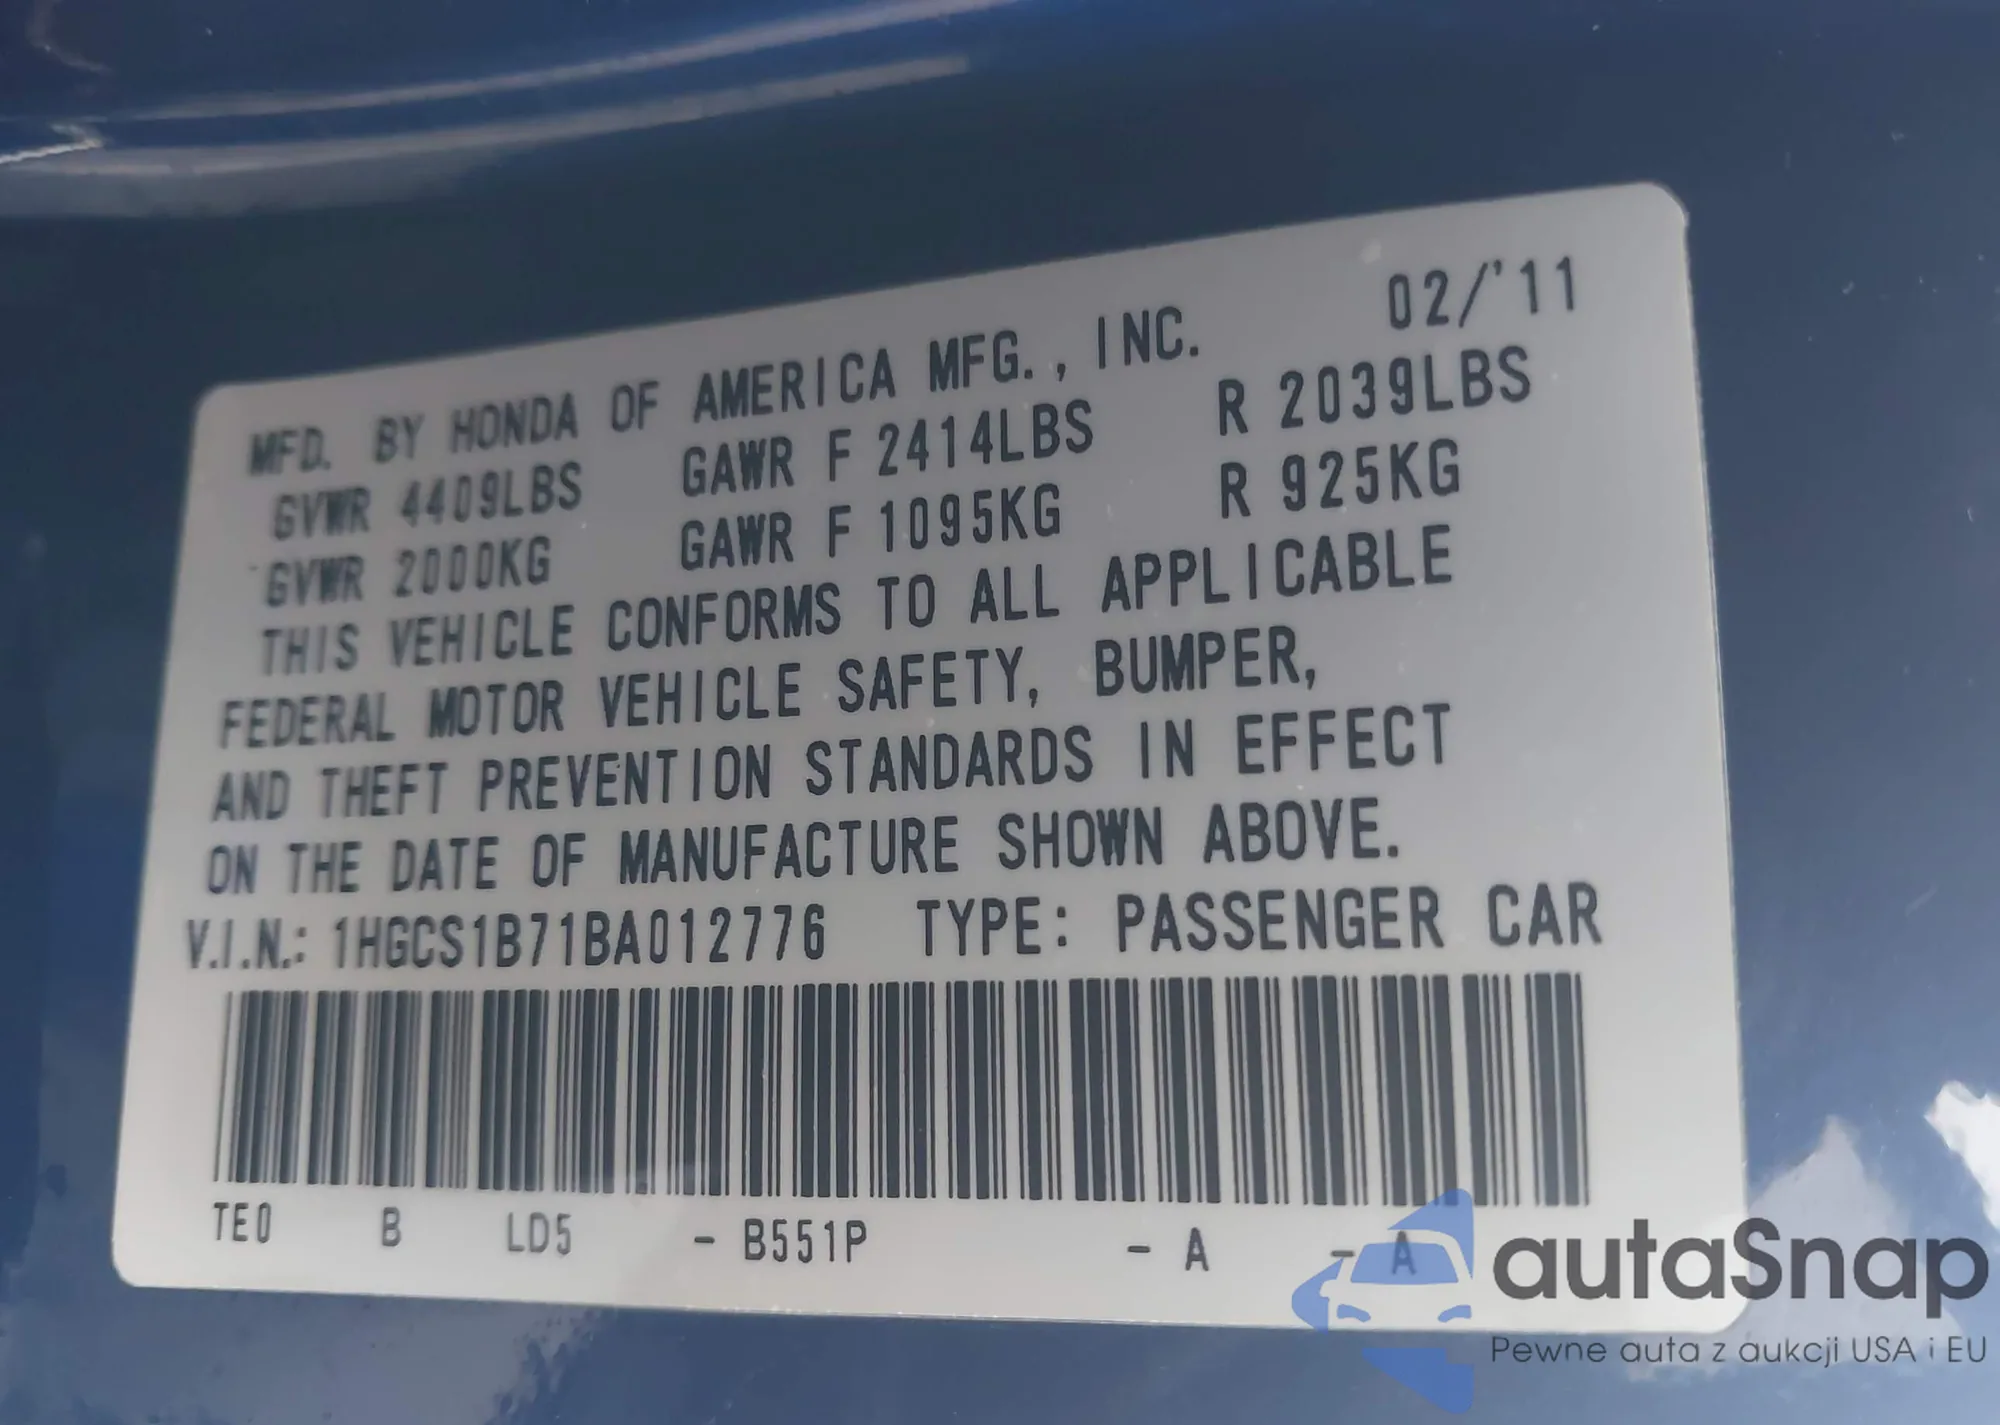 02/'11
MFD. BY HONDA OF AMERICA MFG., INC.
GVWR 4409LBS GAWR F 2414LBS R 2039LBS
GVWR 2000KG GAWR F 1095KG R 925KG
THIS VEHICLE CONFORMS TO ALL APPLICABLE
FEDERAL MOTOR VEHICLE SAFETY, BUMPER,
AND THEFT PREVENTION STANDARDS IN EFFECT
ON THE DATE OF MANUFACTURE SHOWN ABOVE.
V.I.N.: 1HGCS1B71BA012776 TYPE: PASSENGER CAR
TE0 B LD5 - B551P - A - A
autaSnap
Pewne auta z aukcji USA i EU